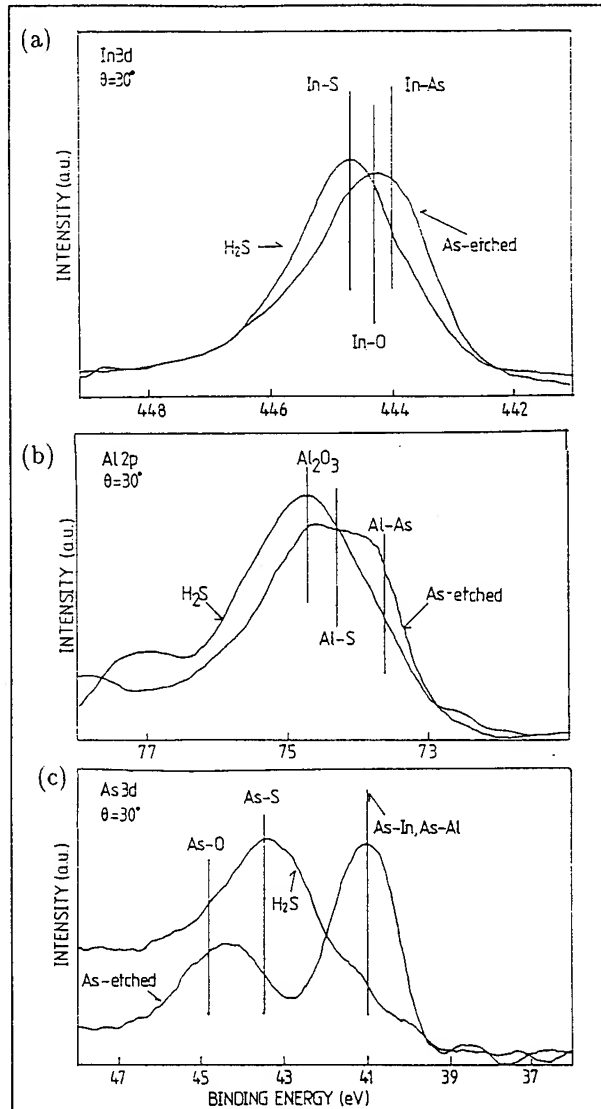 (a)
In3d
θ=30°
In-S
In-As
H₂S
As-etched
In-O
INTENSITY (a.u.)
448 446 444 442
(b)
Al 2p
θ=30°
Al₂O₃
Al-As
H₂S
As-etched
Al-S
INTENSITY (a.u.)
77 75 73
(c)
As3d
θ=30°
As-S
As-O
As-In, As-Al
H₂S
As-etched
INTENSITY (a.u.)
47 45 43 41 39 37
BINDING ENERGY (eV)